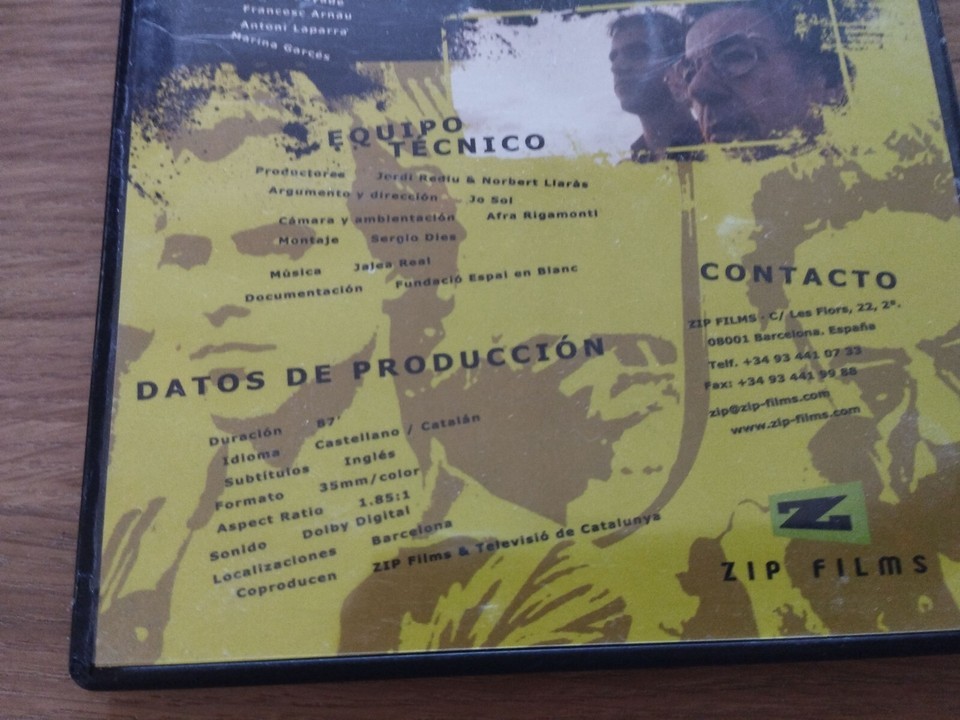 Francesc Arnau
Antoni Laparra
Marina Garcés
EQUIPO
TÉCNICO
Productores Jordi Rediu & Norbert Llaràs
Argumento y dirección Jo Sol
Cámara y ambientación Afra Rigamonti
Montaje Sergio Dies
Música Jajea Real
Documentación Fundació Espai en Blanc
CONTACTO
ZIP FILMS · C/ Les Flors, 22, 2º.
08001 Barcelona. España
Telf. +34 93 441 07 33
Fax: +34 93 441 99 88
zip@zip-films.com
www.zip-films.com
DATOS DE PRODUCCIÓN
Duración 87'
Idioma Castellano / Catalán
Subtítulos Inglés
Formato 35mm/color
Aspect Ratio 1.85:1
Sonido Dolby Digital
Localizaciones Barcelona
Coproducen ZIP Films & Televisió de Catalunya
Z
ZIP FILMS